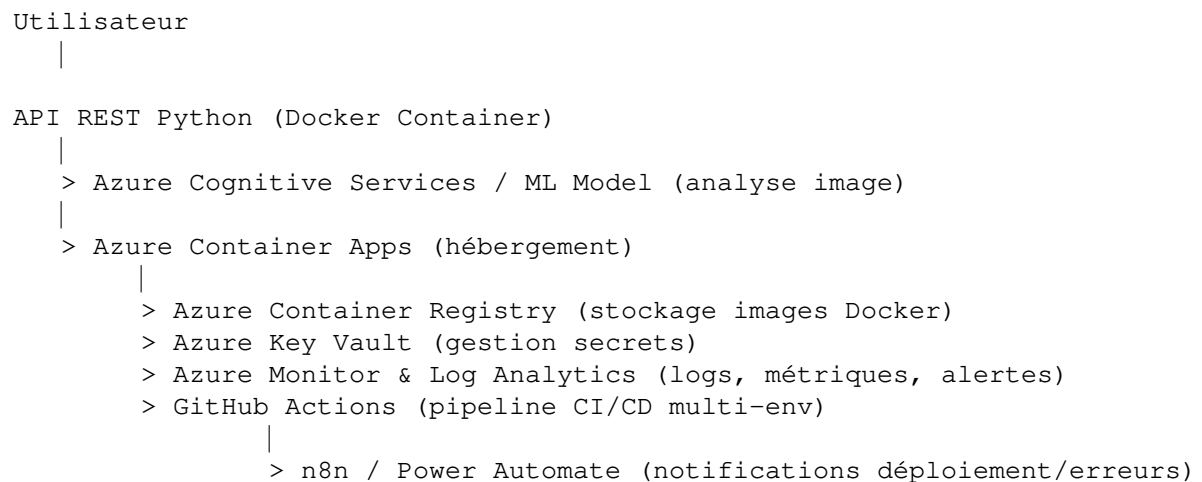 Utilisateur
|
API REST Python (Docker Container)
|
> Azure Cognitive Services / ML Model (analyse image)
|
> Azure Container Apps (hébergement)
|
> Azure Container Registry (stockage images Docker)
> Azure Key Vault (gestion secrets)
> Azure Monitor & Log Analytics (logs, métriques, alertes)
> GitHub Actions (pipeline CI/CD multi-env)
|
> n8n / Power Automate (notifications déploiement/erreurs)